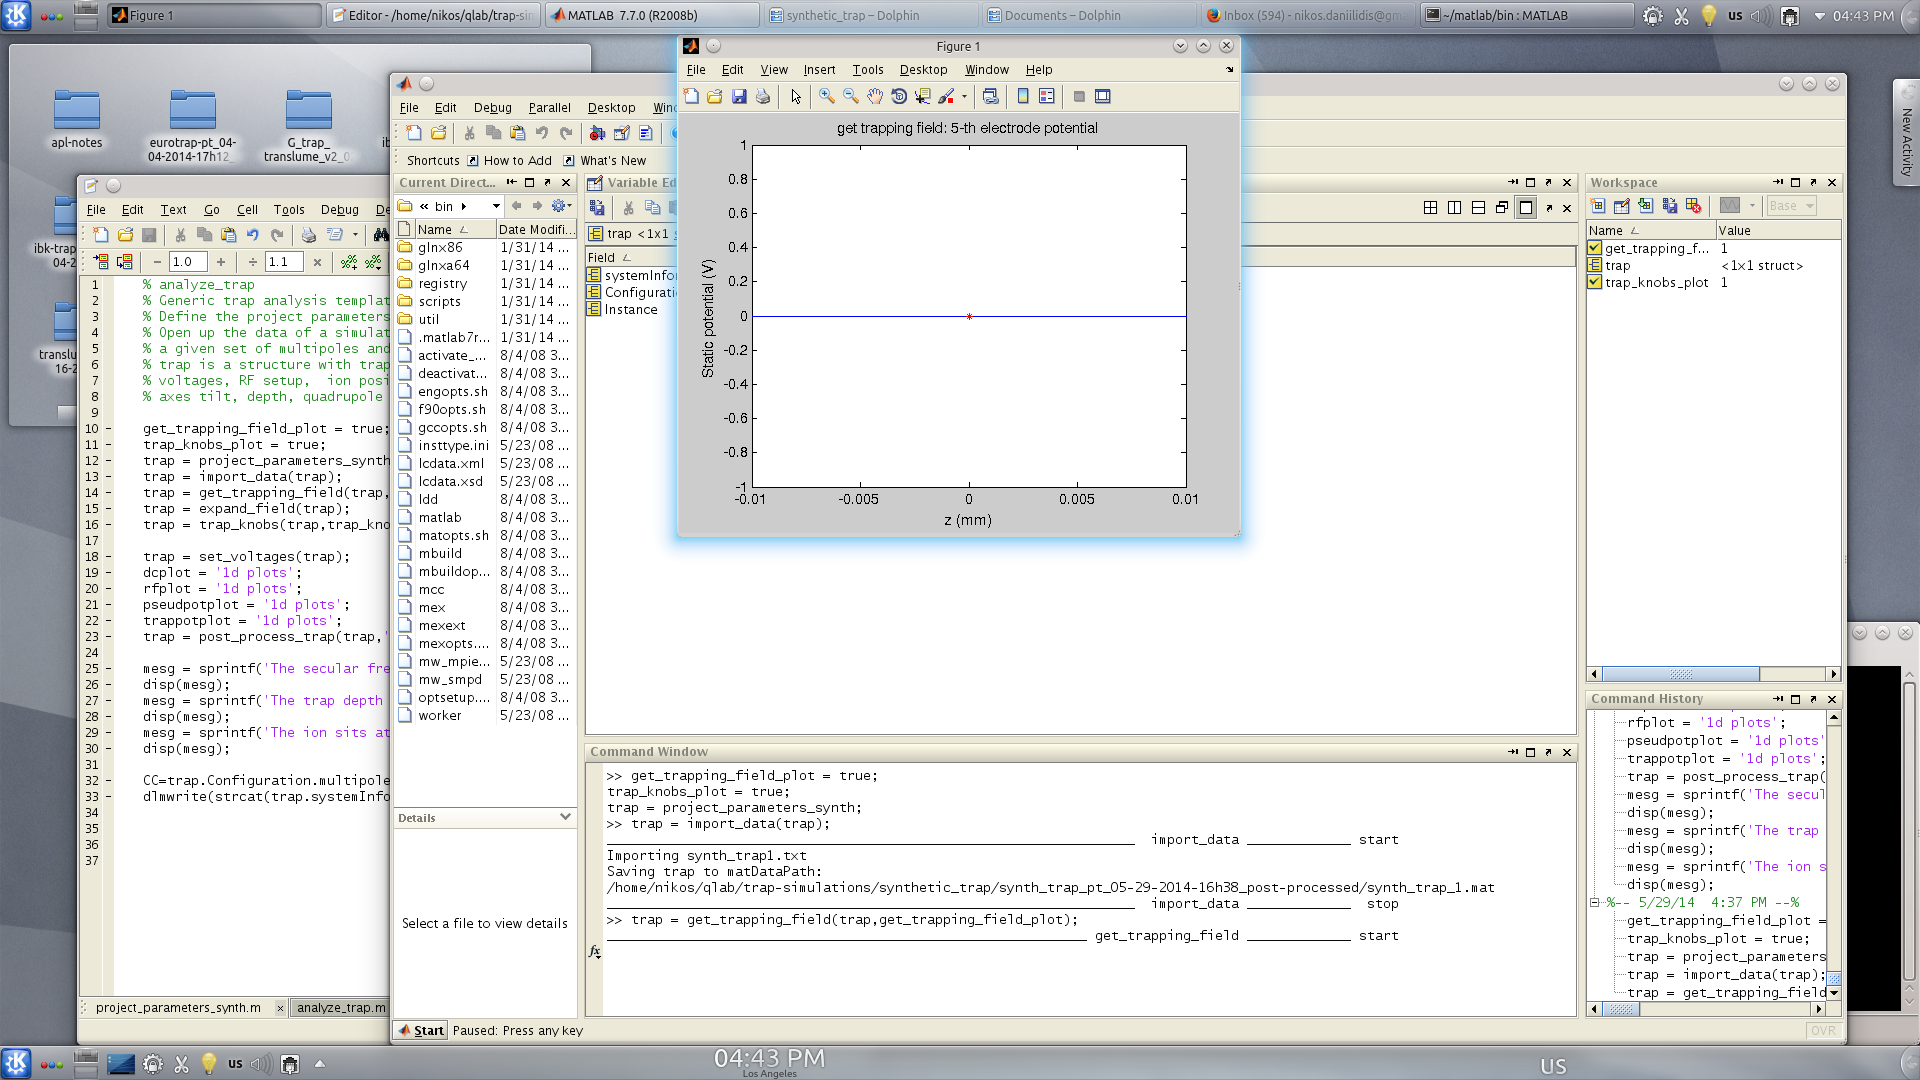 Figure 1
Editor - /home/nikos/qlab/trap-sin
MATLAB 7.7.0 (R2008b)
synthetic_trap – Dolphin
Documents – Dolphin
Inbox (594) - nikos.daniilidis@gm
~/matlab/bin : MATLAB
us
04:43 PM
apl-notes
eurotrap-pt_04-
04-2014-17h12_
G_trap_
translume_v2_0
ibk-trap
04-2
translu
16-2
New Activity
File Edit Text Go Cell Tools Debug De
1.0
1.1
1 % analyze_trap
2 % Generic trap analysis templat
3 % Define the project parameters
4 % Open up the data of a simulat
5 % a given set of multipoles and
6 % trap is a structure with trap
7 % voltages, RF setup,  ion posi
8 % axes tilt, depth, quadrupole
9
10 get_trapping_field_plot = true;
11 trap_knobs_plot = true;
12 trap = project_parameters_synth
13 trap = import_data(trap);
14 trap = get_trapping_field(trap,
15 trap = expand_field(trap);
16 trap = trap_knobs(trap,trap_kno
17
18 trap = set_voltages(trap);
19 dcplot = '1d plots';
20 rfplot = '1d plots';
21 pseudpotplot = '1d plots';
22 trappotplot = '1d plots';
23 trap = post_process_trap(trap,'
24
25 mesg = sprintf('The secular fre
26 disp(mesg);
27 mesg = sprintf('The trap depth
28 disp(mesg);
29 mesg = sprintf('The ion sits at
30 disp(mesg);
31
32 CC=trap.Configuration.multipole
33 dlmwrite(strcat(trap.systemInfo
34
35
36
37
project_parameters_synth.m
analyze_trap.m
File Edit Debug Parallel Desktop Winc
Shortcuts How to Add What's New
Current Direct...
« bin
Name Date Modifi...
glnx86 1/31/14 ...
glnxa64 1/31/14 ...
registry 1/31/14 ...
scripts 1/31/14 ...
util 1/31/14 ...
.matlab7r... 1/31/14 ...
activate_... 8/4/08 3...
deactivat... 8/4/08 3...
engopts.sh 8/4/08 3...
f90opts.sh 8/4/08 3...
gccopts.sh 8/4/08 3...
insttype.ini 5/23/08 ...
lcdata.xml 5/23/08 ...
lcdata.xsd 5/23/08 ...
ldd 8/4/08 3...
matlab 8/4/08 3...
matopts.sh 8/4/08 3...
mbuild 8/4/08 3...
mbuildop... 8/4/08 3...
mcc 8/4/08 3...
mex 8/4/08 3...
mexext 8/4/08 3...
mexopts.... 8/4/08 3...
mw_mpie... 5/23/08 ...
mw_smpd 5/23/08 ...
optsetup.... 8/4/08 3...
worker 5/23/08 ...
Details
Select a file to view details
Start Paused: Press any key
Variable Ed
trap <1x1
Field
systemInfor
Configuratio
Instance
Figure 1
File Edit View Insert Tools Desktop Window Help
get trapping field: 5-th electrode potential
Static potential (V)
1
0.8
0.6
0.4
0.2
0
-0.2
-0.4
-0.6
-0.8
-1
-0.01 -0.005 0 0.005 0.01
z (mm)
Command Window
>> get_trapping_field_plot = true;
trap_knobs_plot = true;
trap = project_parameters_synth;
>> trap = import_data(trap);
import_data start
Importing synth_trap1.txt
Saving trap to matDataPath:
/home/nikos/qlab/trap-simulations/synthetic_trap/synth_trap_pt_05-29-2014-16h38_post-processed/synth_trap_1.mat
import_data stop
>> trap = get_trapping_field(trap,get_trapping_field_plot);
get_trapping_field start
fx
Workspace
Base
Name Value
get_trapping_f... 1
trap <1x1 struct>
trap_knobs_plot 1
Command History
rfplot = '1d plots';
pseudpotplot = '1d plots'
trappotplot = '1d plots';
trap = post_process_trap(
mesg = sprintf('The secul
disp(mesg);
mesg = sprintf('The trap
disp(mesg);
mesg = sprintf('The ion s
disp(mesg);
%-- 5/29/14  4:37 PM --%
get_trapping_field_plot =
trap_knobs_plot = true;
trap = project_parameters
trap = import_data(trap);
trap = get_trapping_field
OVR
us
04:43 PM
Los Angeles
US